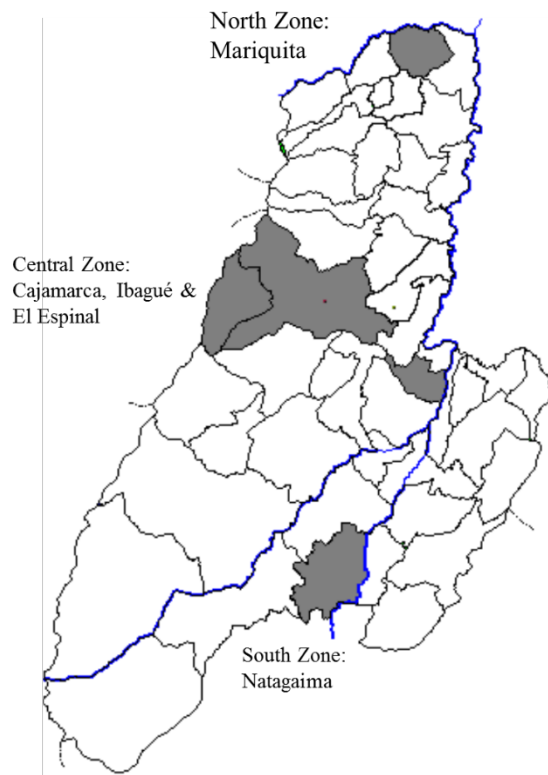 North Zone:
Mariquita
Central Zone:
Cajamarca, Ibagué &
El Espinal
South Zone:
Natagaima